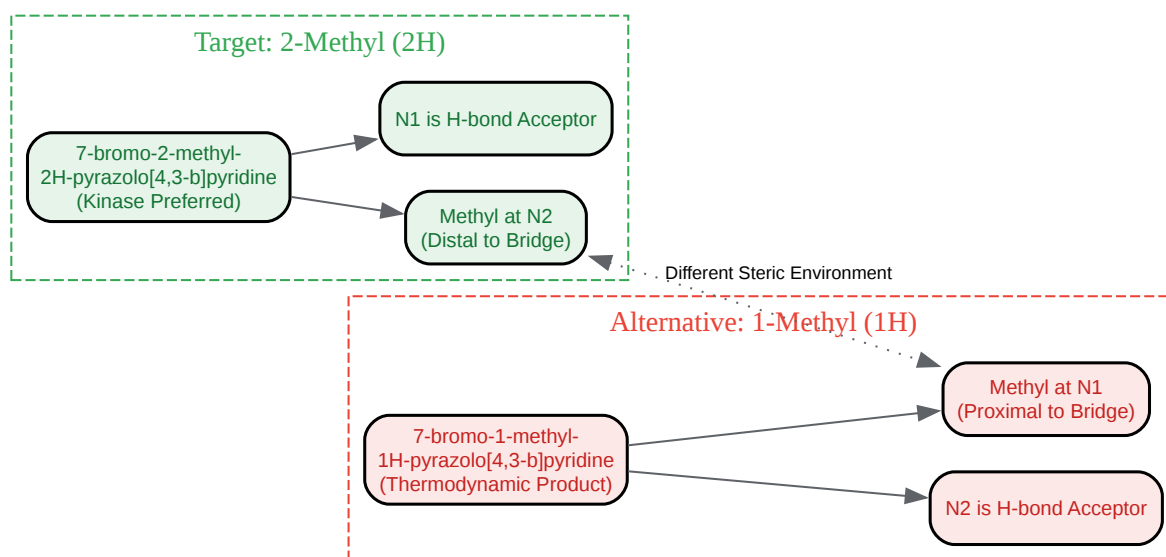 Target: 2-Methyl (2H)
N1 is H-bond Acceptor
7-bromo-2-methyl-
2H-pyrazolo[4,3-b]pyridine
(Kinase Preferred)
Methyl at N2
(Distal to Bridge)
Different Steric Environment
Alternative: 1-Methyl (1H)
Methyl at N1
(Proximal to Bridge)
7-bromo-1-methyl-
1H-pyrazolo[4,3-b]pyridine
(Thermodynamic Product)
N2 is H-bond Acceptor